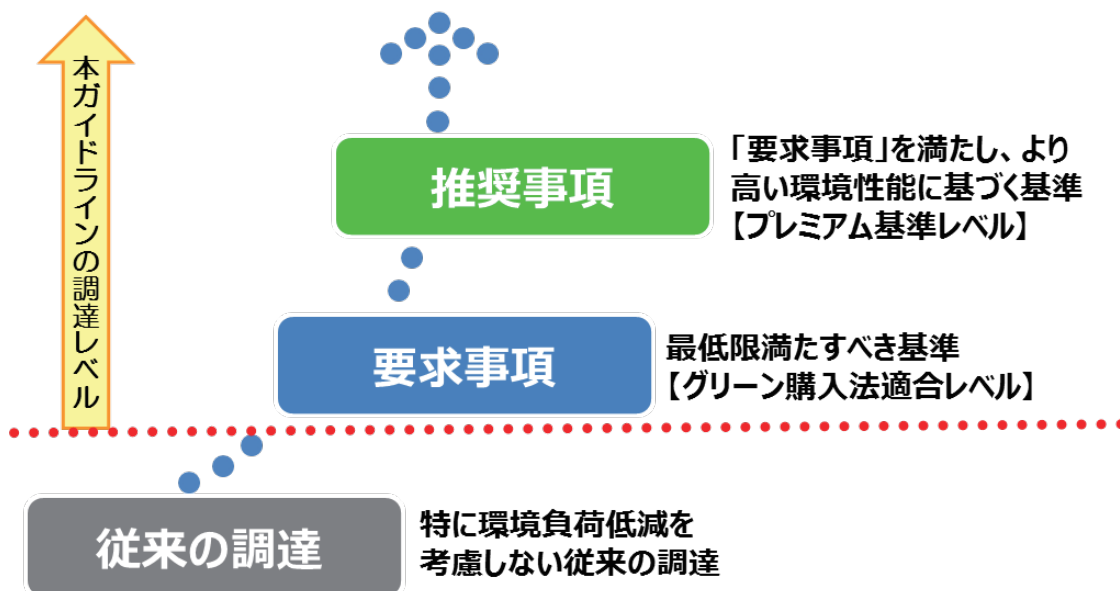 本ガイドラインの調達レベル
推奨事項
「要求事項」を満たし、より
高い環境性能に基づく基準
【プレミアム基準レベル】
要求事項
最低限満たすべき基準
【グリーン購入法適合レベル】
従来の調達
特に環境負荷低減を
考慮しない従来の調達